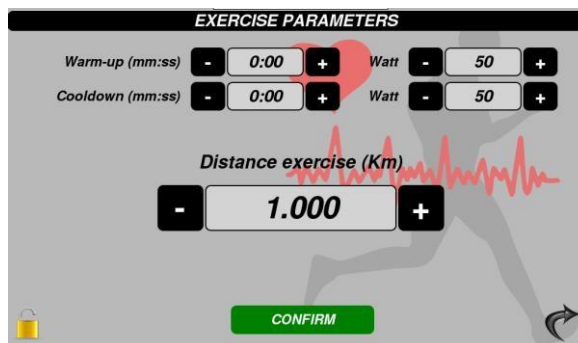 EXERCISE PARAMETERS
Warm-up (mm:ss) - 0:00 + Watt - 50 +
Cooldown (mm:ss) - 0:00 + Watt - 50 +
Distance exercise (Km)
- 1.000 +
CONFIRM